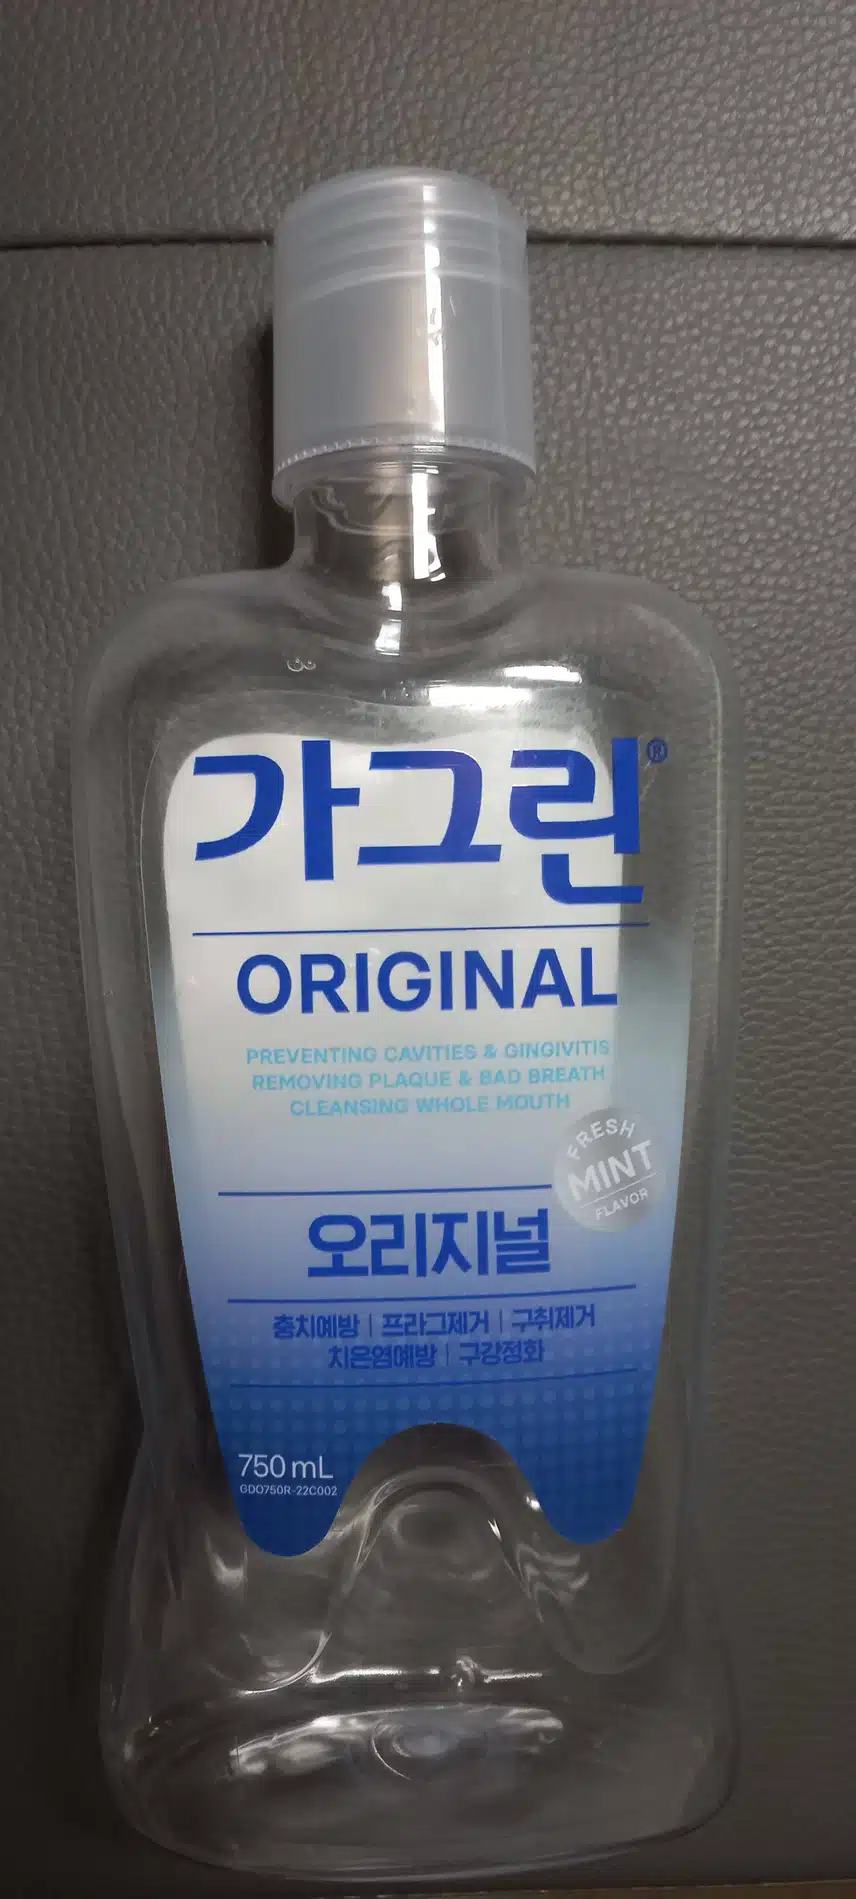 가그린®
ORIGINAL
PREVENTING CAVITIES & GINGIVITIS
REMOVING PLAQUE & BAD BREATH
CLEANSING WHOLE MOUTH
FRESH
MINT
FLAVOR
오리지널
충치예방 | 프라그제거 | 구취제거
치은염예방 | 구강정화
750 mL
GDO750R-22C002